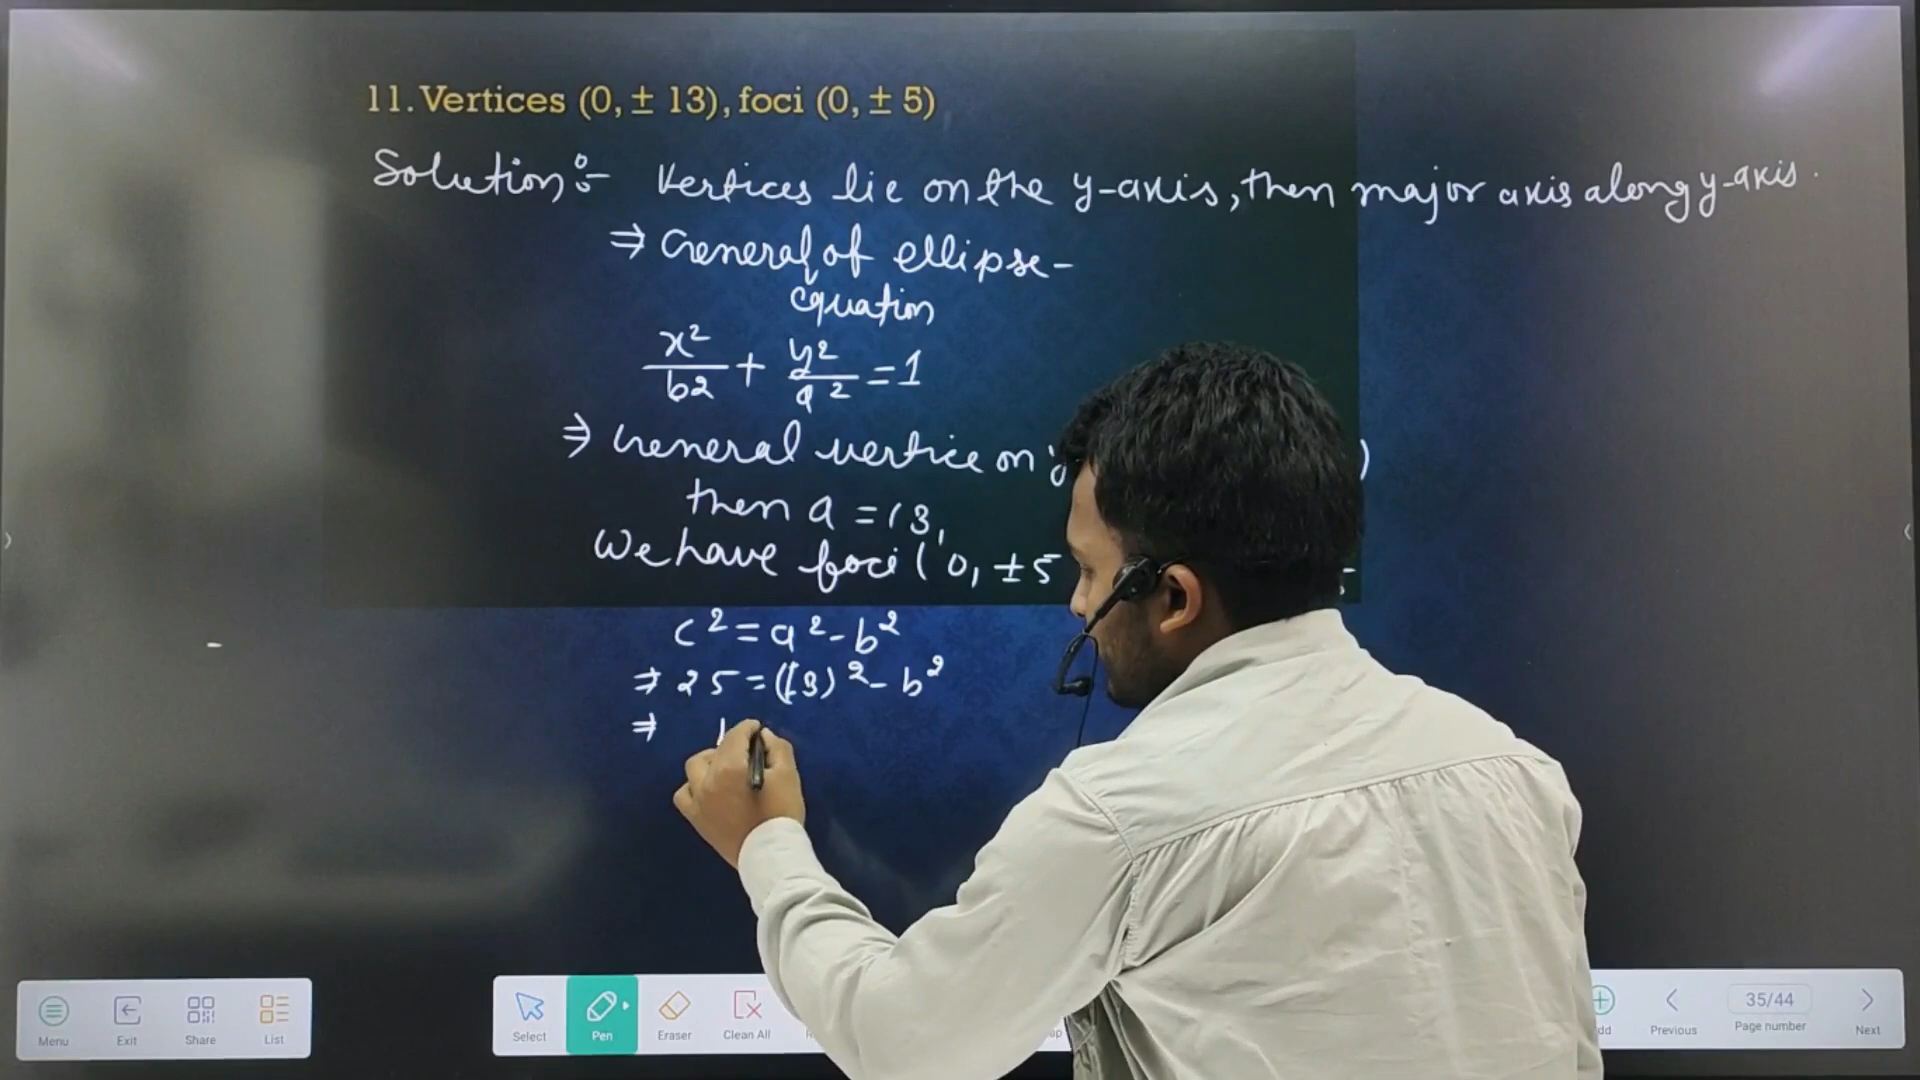 11. Vertices (0, ± 13), foci (0, ± 5)
Solution :- Vertices lie on the y-axis, then major axis along y-axis.
⇒ General of ellipse -
equation
x²/b² + y²/a² = 1
⇒ General vertice on y )
then a = 13,
We have foci (0, ±5
c² = a² - b²
⇒ 25 = (13)² - b²
⇒
Menu Exit Share List
Select Pen Eraser Clean All
Previous
35/44
Page number
Next